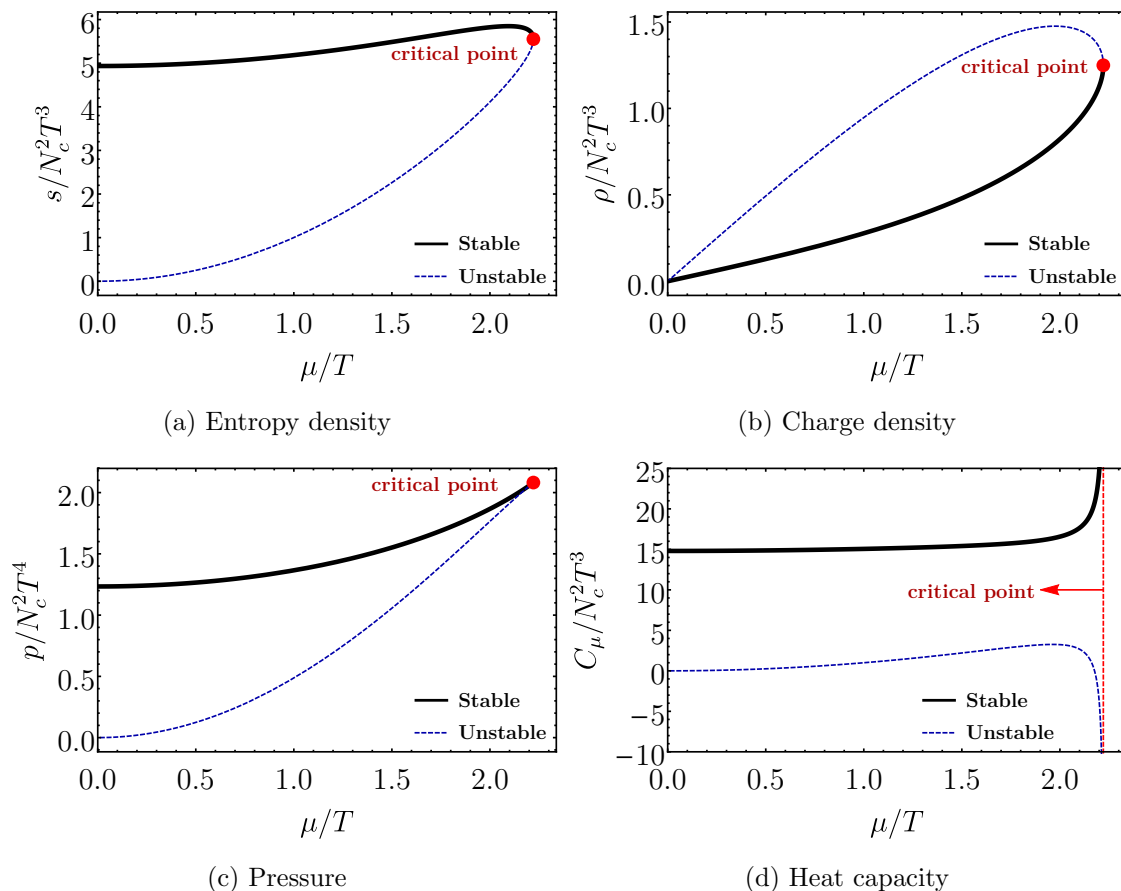 6
5
4
3
2
1
0
s/N_c^2T^3
critical point
Stable
Unstable
0.0 0.5 1.0 1.5 2.0
μ/T
(a) Entropy density
1.5
1.0
0.5
0.0
ρ/N_c^2T^3
critical point
Stable
Unstable
0.0 0.5 1.0 1.5 2.0
μ/T
(b) Charge density
2.0
1.5
1.0
0.5
0.0
p/N_c^2T^4
critical point
Stable
Unstable
0.0 0.5 1.0 1.5 2.0
μ/T
(c) Pressure
25
20
15
10
5
0
−5
−10
C_μ/N_c^2T^3
critical point
Stable
Unstable
0.0 0.5 1.0 1.5 2.0
μ/T
(d) Heat capacity